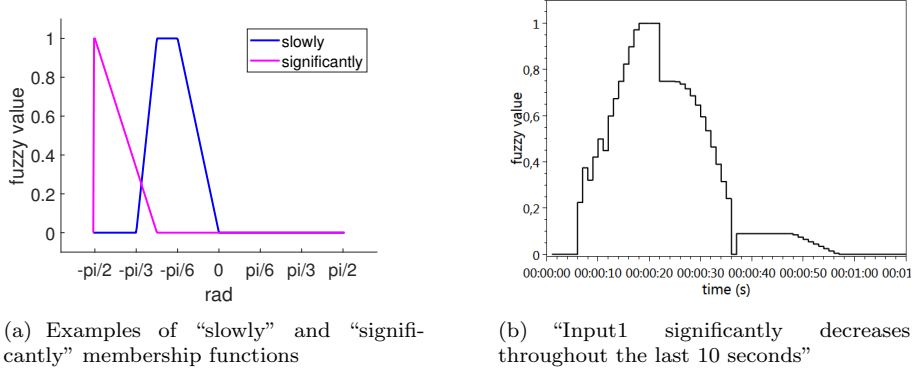 1
0.8
0.6
0.4
0.2
0
fuzzy value
slowly
significantly
-pi/2 -pi/3 -pi/6 0 pi/6 pi/3 pi/2
rad
1
0,8
0,6
0,4
0,2
0
fuzzy value
00:00:00 00:00:10 00:00:20 00:00:30 00:00:40 00:00:50 00:01:00 00:01
time (s)
(a) Examples of “slowly” and “signifi-
cantly” membership functions
(b) “Input1 significantly decreases
throughout the last 10 seconds”